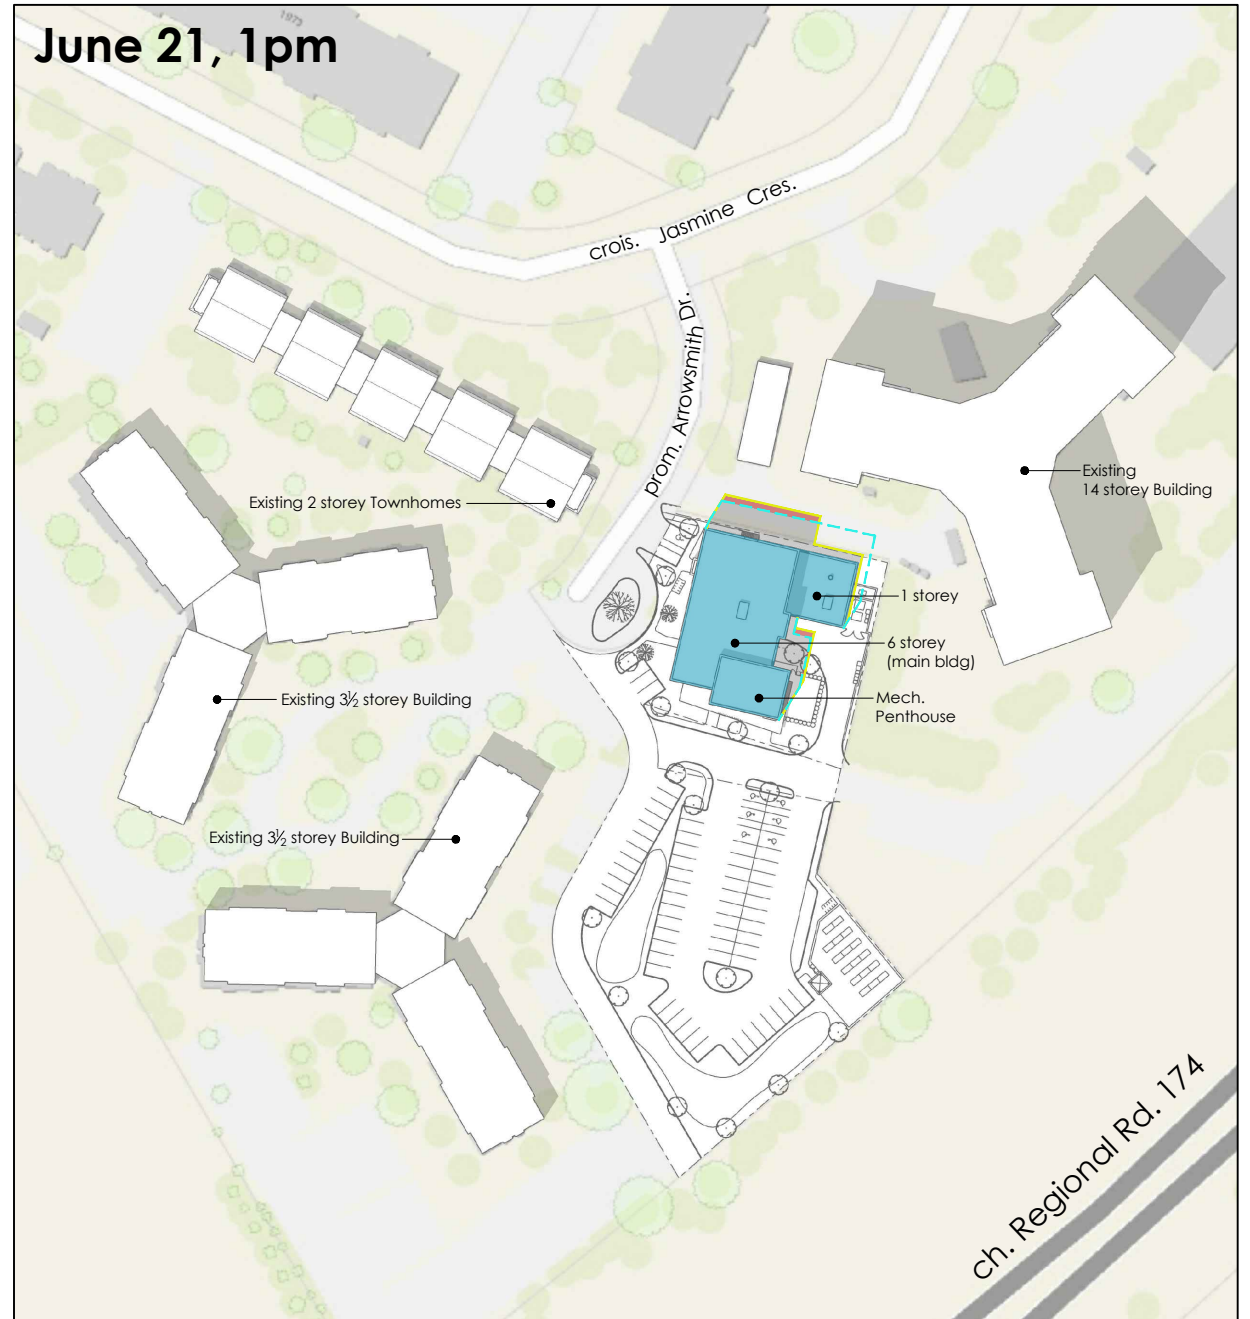 June 21, 1pm
1973
crois. Jasmine Cres.
prom. Arrowsmith Dr.
Existing
14 storey Building
Existing 2 storey Townhomes
1 storey
6 storey
(main bldg)
Existing 3½ storey Building
Mech.
Penthouse
Existing 3½ storey Building
ch. Regional Rd. 174